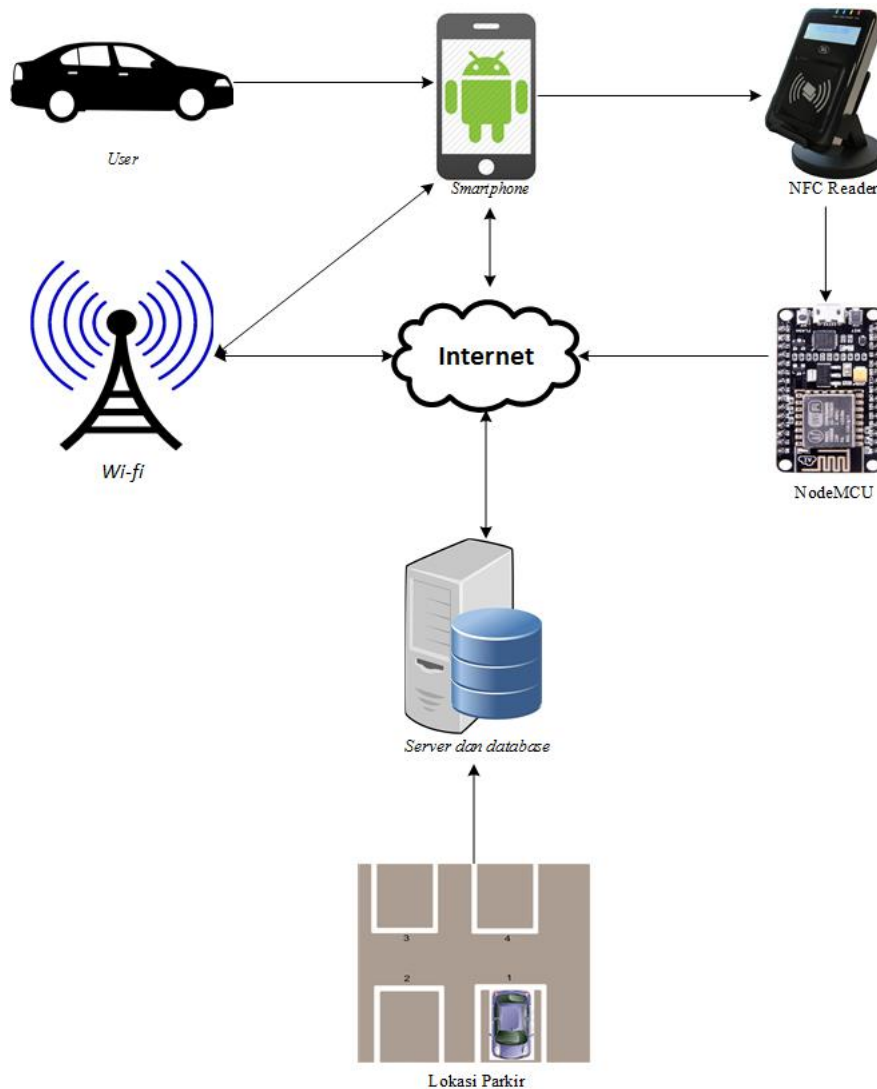 User
Smartphone
NFC Reader
Internet
Wi-fi
NodeMCU
Server dan database
3
4
2
1
Lokasi Parkir